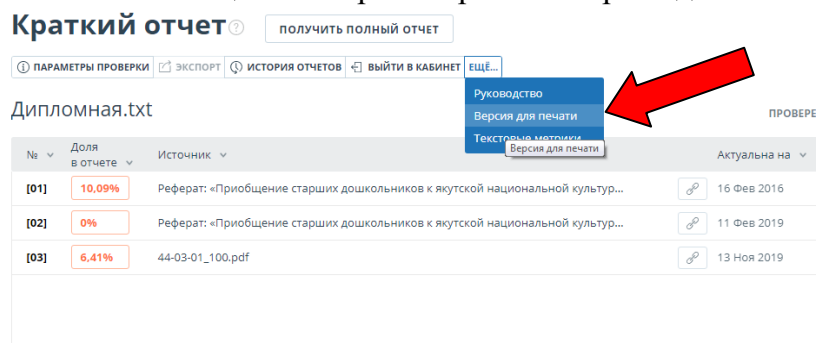 Краткий отчет ? ПОЛУЧИТЬ ПОЛНЫЙ ОТЧЕТ
ПАРАМЕТРЫ ПРОВЕРКИ ЭКСПОРТ ИСТОРИЯ ОТЧЕТОВ ВЫЙТИ В КАБИНЕТ ЕЩЁ...
Руководство
Дипломная.txt
Версия для печати
ПРОВЕРЕ
Текстовые метрики
Версия для печати
№ Доля в отчете Источник Актуальна на
[01] 10,09% Реферат: «Приобщение старших дошкольников к якутской национальной культур... 16 Фев 2016
[02] 0% Реферат: «Приобщение старших дошкольников к якутской национальной культур... 11 Фев 2019
[03] 6,41% 44-03-01_100.pdf 13 Ноя 2019